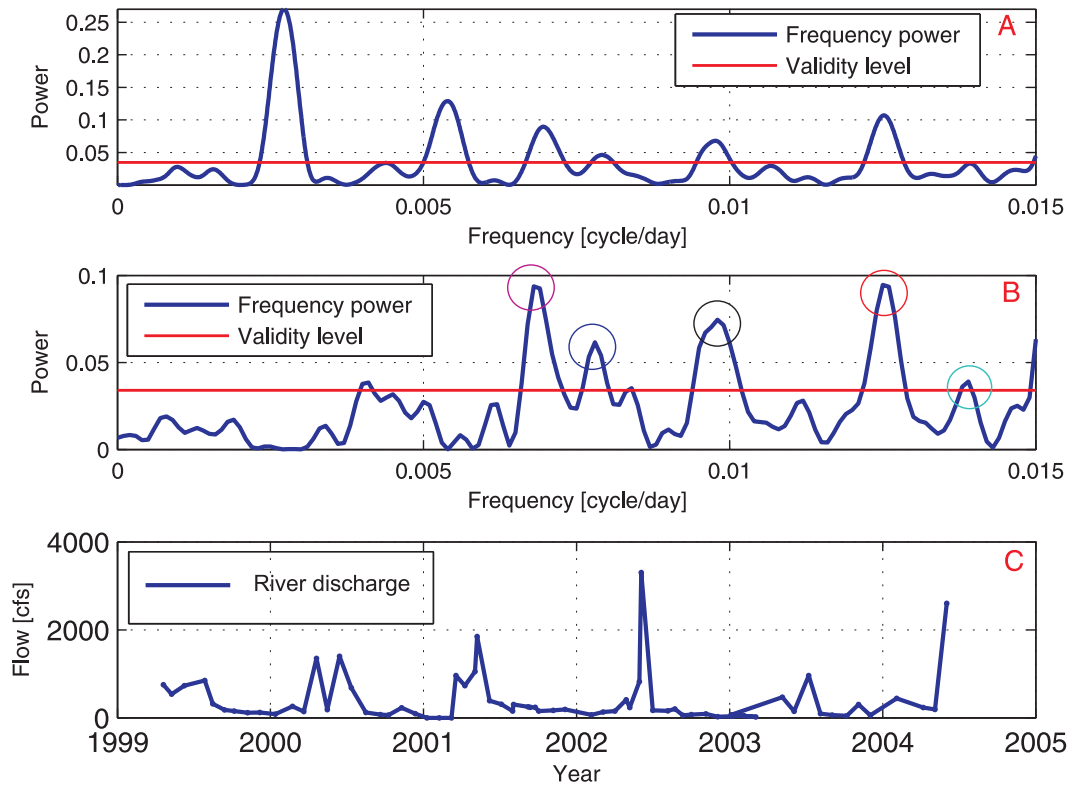 0.25
0.2
0.15
0.1
0.05
Power
Frequency power
Validity level
A
0 0.005 0.01 0.015
Frequency [cycle/day]
0.1
0.05
0
Power
Frequency power
Validity level
B
0 0.005 0.01 0.015
Frequency [cycle/day]
4000
2000
0
Flow [cfs]
River discharge
C
1999 2000 2001 2002 2003 2004 2005
Year